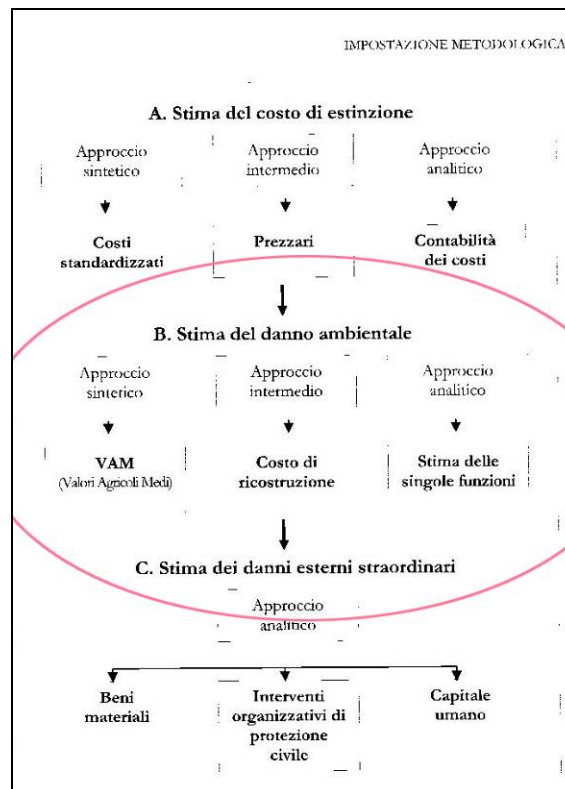 IMPOSTAZIONE METODOLOGICA
A. Stima del costo di estinzione
Approccio sintetico
Approccio intermedio
Approccio analitico
Costi standardizzati
Prezzari
Contabilità dei costi
B. Stima del danno ambientale
Approccio sintetico
Approccio intermedio
Approccio analitico
VAM
(Valori Agricoli Medi)
Costo di ricostruzione
Stima delle singole funzioni
C. Stima dei danni esterni straordinari
Approccio analitico
Beni materiali
Interventi organizzativi di protezione civile
Capitale umano